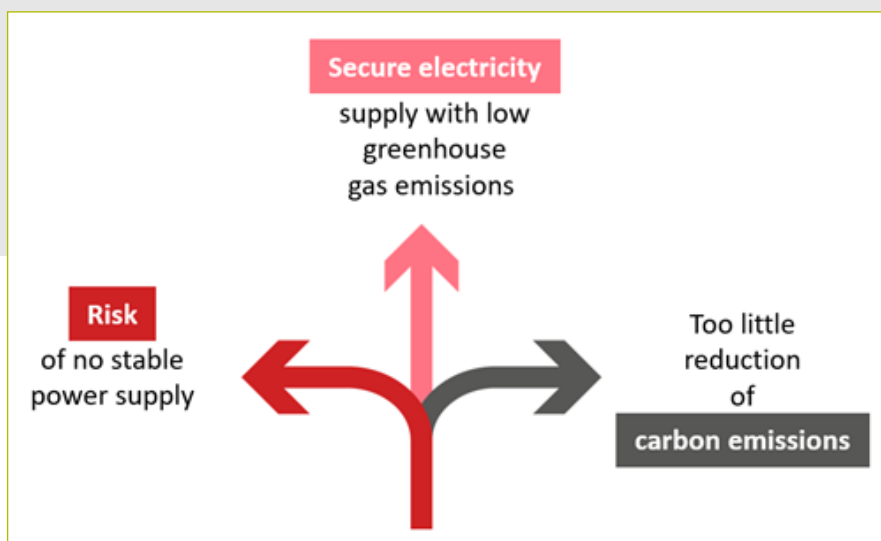 Secure electricity
supply with low
greenhouse
gas emissions
Risk
of no stable
power supply
Too little
reduction
of
carbon emissions